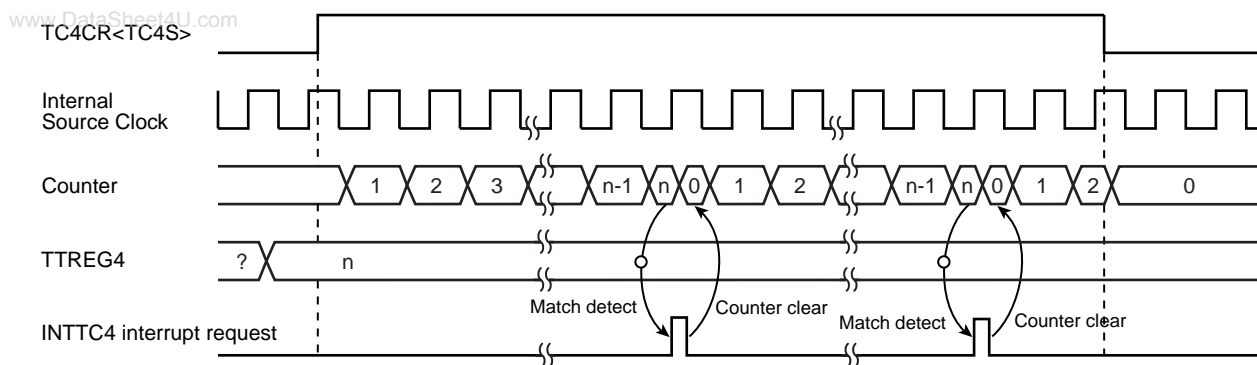 www.DataSheet4U.com
TC4CR<TC4S>
Internal
Source Clock
Counter
1 2 3 n-1 n 0 1 2 n-1 n 0 1 2 0
TTREG4
? n
Match detect Counter clear Match detect Counter clear
INTTC4 interrupt request